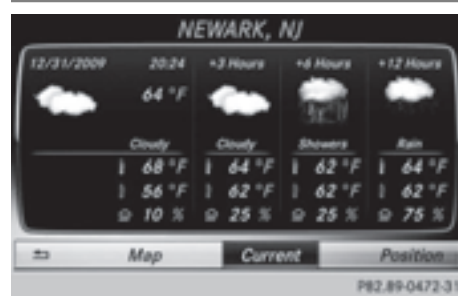 NEWARK, NJ
12/31/2009 20:24 +3 Hours +6 Hours +12 Hours
64 °F
Cloudy Cloudy Showers Rain
68 °F 64 °F 62 °F 64 °F
56 °F 62 °F 62 °F 62 °F
10 % 25 % 25 % 75 %
Map Current Position
P82.89-0472-31